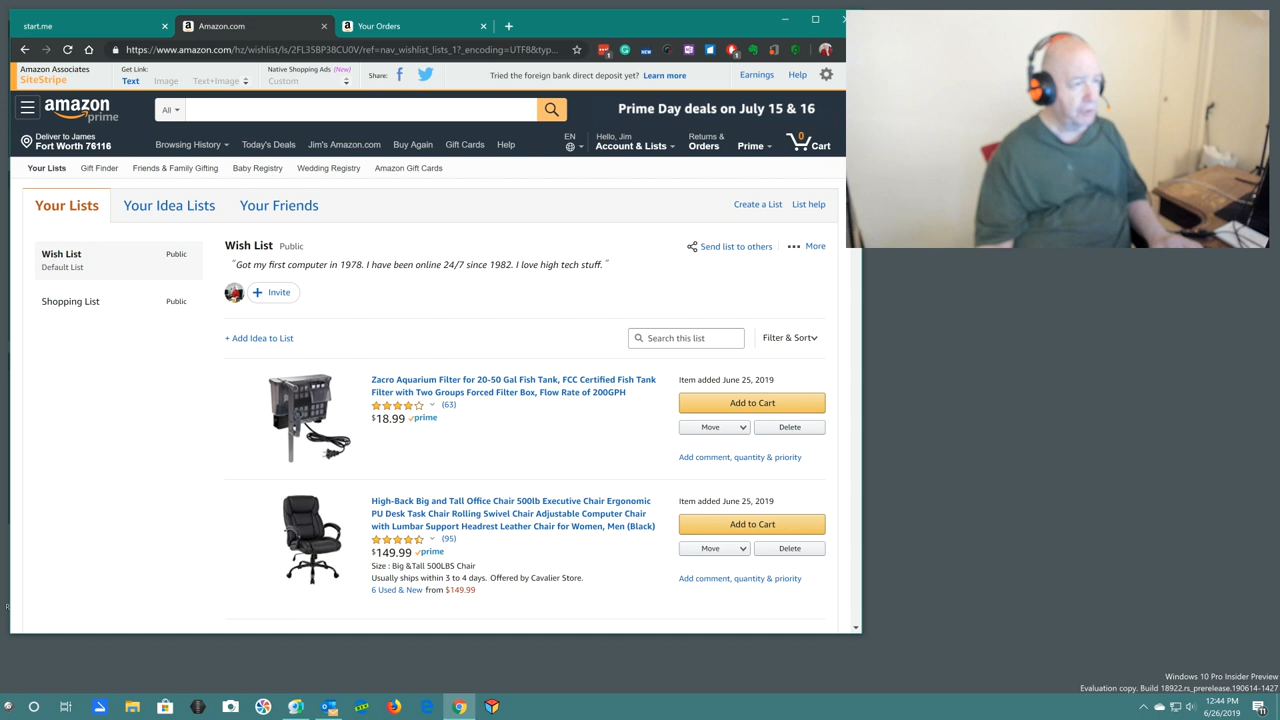 start.me
Amazon.com
Your Orders
https://www.amazon.com/hz/wishlist/ls/2FL35BP38CU0V/ref=nav_wishlist_lists_1?_encoding=UTF8&typ...
Amazon Associates
SiteStripe
Get Link:
Text Image Text+Image
Native Shopping Ads (New)
Custom
Share:
Tried the foreign bank direct deposit yet? Learn more
Earnings Help
amazon
prime
All
Prime Day deals on July 15 & 16
Deliver to James
Fort Worth 76116
Browsing History Today's Deals Jim's Amazon.com Buy Again Gift Cards Help
EN
Hello, Jim
Account & Lists
Returns &
Orders
Prime
0
Cart
Your Lists Gift Finder Friends & Family Gifting Baby Registry Wedding Registry Amazon Gift Cards
Your Lists Your Idea Lists Your Friends
Create a List List help
Wish List Public
Default List
Shopping List Public
Wish List Public
Send list to others More
"Got my first computer in 1978. I have been online 24/7 since 1982. I love high tech stuff. "
+ Invite
+ Add Idea to List
Search this list
Filter & Sort
Zacro Aquarium Filter for 20-50 Gal Fish Tank, FCC Certified Fish Tank
Filter with Two Groups Forced Filter Box, Flow Rate of 200GPH
(63)
$18.99 prime
Item added June 25, 2019
Add to Cart
Move Delete
Add comment, quantity & priority
High-Back Big and Tall Office Chair 500lb Executive Chair Ergonomic
PU Desk Task Chair Rolling Swivel Chair Adjustable Computer Chair
with Lumbar Support Headrest Leather Chair for Women, Men (Black)
(95)
$149.99 prime
Size : Big &Tall 500LBS Chair
Usually ships within 3 to 4 days. Offered by Cavalier Store.
6 Used & New from $149.99
Item added June 25, 2019
Add to Cart
Move Delete
Add comment, quantity & priority
Windows 10 Pro Insider Preview
Evaluation copy. Build 18922.rs_prerelease.190614-1427
12:44 PM
6/26/2019
11